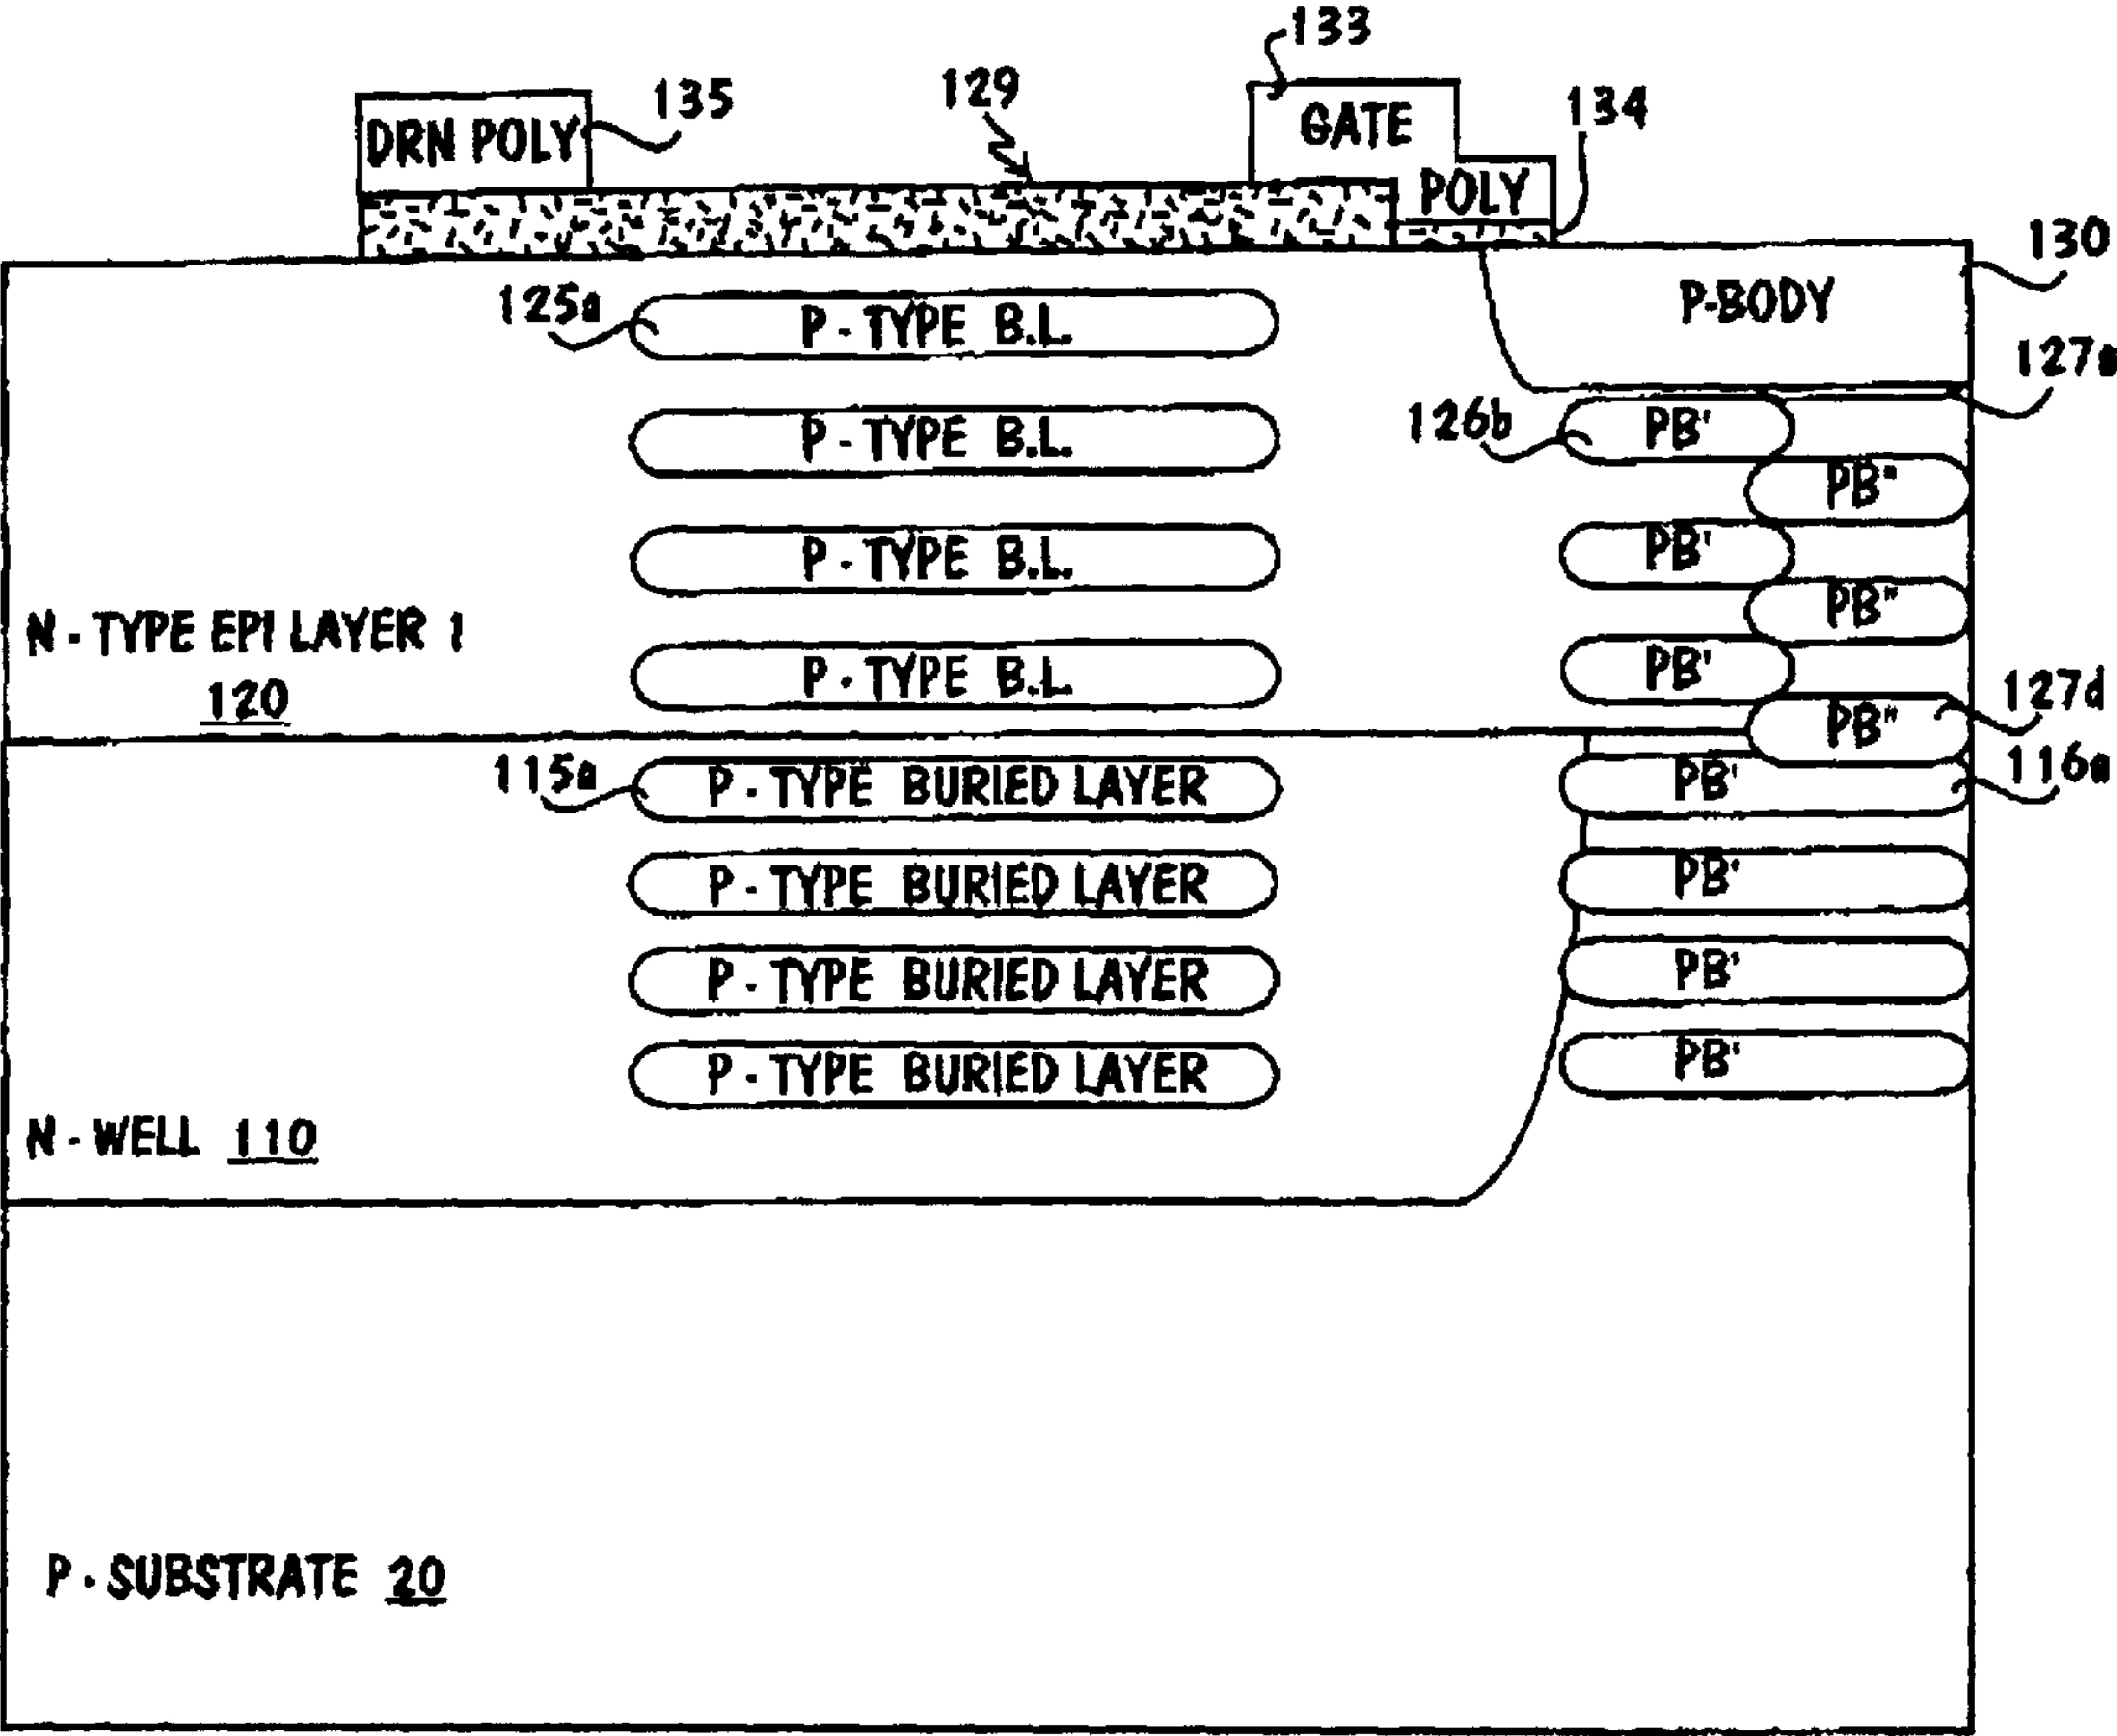 133
135
129
GATE
134
DRN POLY
POLY
130
P-BODY
125a
P-TYPE B.L.
127a
126b
PB'
P-TYPE B.L.
PB"
P-TYPE B.L.
PB'
N-TYPE EPI LAYER 1
PB"
P-TYPE B.L.
PB'
120
127d
PB"
115a
P-TYPE BURIED LAYER
PB'
116a
P-TYPE BURIED LAYER
PB'
P-TYPE BURIED LAYER
PB'
P-TYPE BURIED LAYER
PB'
N-WELL 110
P-SUBSTRATE 20